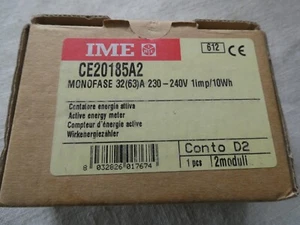 IME
612 CE
CE20185A2
MONOFASE 32(63)A 230-240V 1imp/10Wh
Contatore energia attiva
Active energy meter
Compteur d'énergie active
Wirkenergiezähler
Conto D2
1 pcs 2moduli
8 032826 017674